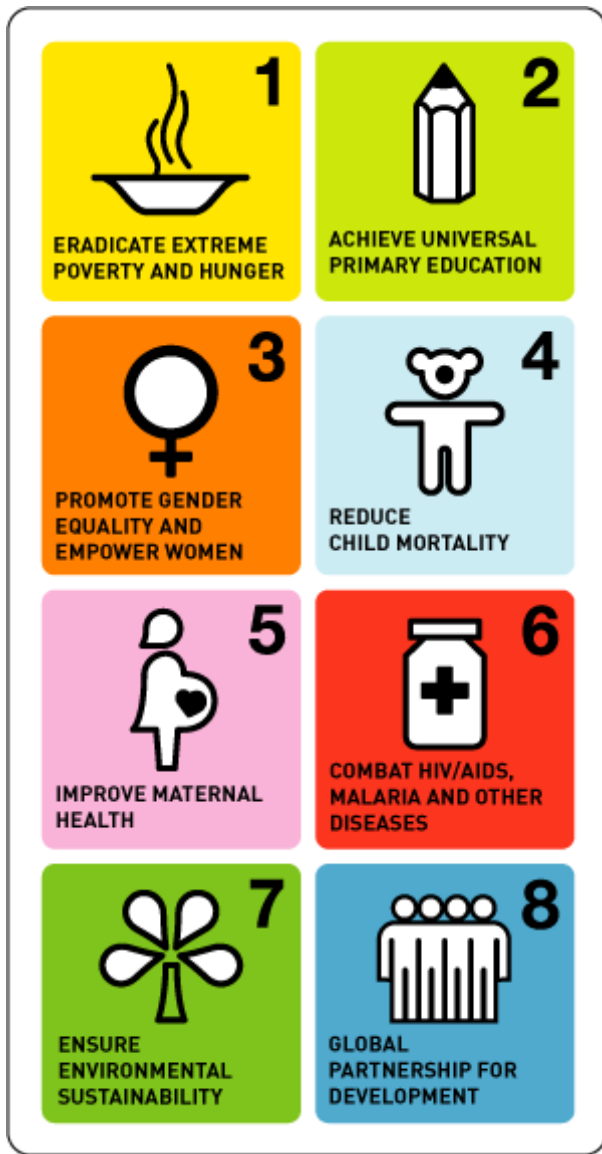 1
ERADICATE EXTREME
POVERTY AND HUNGER
2
ACHIEVE UNIVERSAL
PRIMARY EDUCATION
3
PROMOTE GENDER
EQUALITY AND
EMPOWER WOMEN
4
REDUCE
CHILD MORTALITY
5
IMPROVE MATERNAL
HEALTH
6
COMBAT HIV/AIDS,
MALARIA AND OTHER
DISEASES
7
ENSURE
ENVIRONMENTAL
SUSTAINABILITY
8
GLOBAL
PARTNERSHIP FOR
DEVELOPMENT